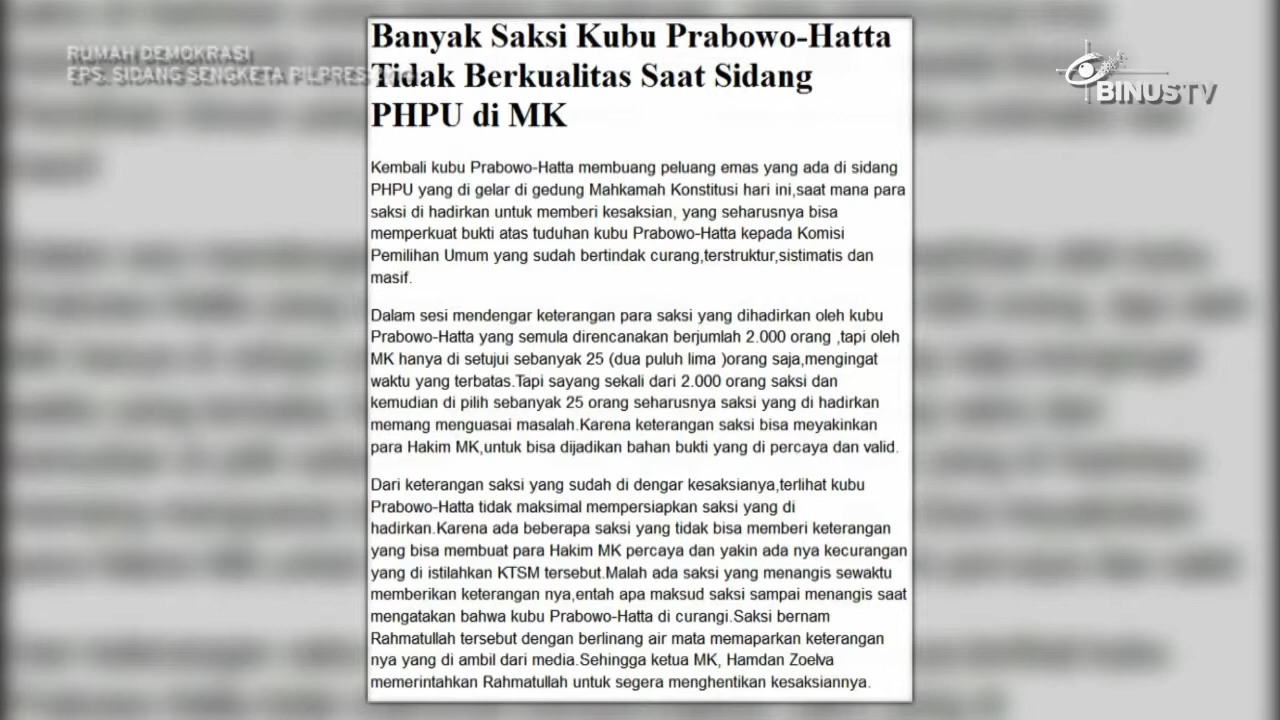 RUMAH DEMOKRASI
EPS. SIDANG SENGKETA PILPRES
BINUSTV
Banyak Saksi Kubu Prabowo-Hatta
Tidak Berkualitas Saat Sidang
PHPU di MK
Kembali kubu Prabowo-Hatta membuang peluang emas yang ada di sidang
PHPU yang di gelar di gedung Mahkamah Konstitusi hari ini,saat mana para
saksi di hadirkan untuk memberi kesaksian, yang seharusnya bisa
memperkuat bukti atas tuduhan kubu Prabowo-Hatta kepada Komisi
Pemilihan Umum yang sudah bertindak curang,terstruktur,sistimatis dan
masif.
Dalam sesi mendengar keterangan para saksi yang dihadirkan oleh kubu
Prabowo-Hatta yang semula direncanakan berjumlah 2.000 orang ,tapi oleh
MK hanya di setujui sebanyak 25 (dua puluh lima )orang saja,mengingat
waktu yang terbatas.Tapi sayang sekali dari 2.000 orang saksi dan
kemudian di pilih sebanyak 25 orang seharusnya saksi yang di hadirkan
memang menguasai masalah.Karena keterangan saksi bisa meyakinkan
para Hakim MK,untuk bisa dijadikan bahan bukti yang di percaya dan valid.
Dari keterangan saksi yang sudah di dengar kesaksianya,terlihat kubu
Prabowo-Hatta tidak maksimal mempersiapkan saksi yang di
hadirkan.Karena ada beberapa saksi yang tidak bisa memberi keterangan
yang bisa membuat para Hakim MK percaya dan yakin ada nya kecurangan
yang di istilahkan KTSM tersebut.Malah ada saksi yang menangis sewaktu
memberikan keterangan nya,entah apa maksud saksi sampai menangis saat
mengatakan bahwa kubu Prabowo-Hatta di curangi.Saksi bernam
Rahmatullah tersebut dengan berlinang air mata memaparkan keterangan
nya yang di ambil dari media.Sehingga ketua MK, Hamdan Zoelva
memerintahkan Rahmatullah untuk segera menghentikan kesaksiannya.